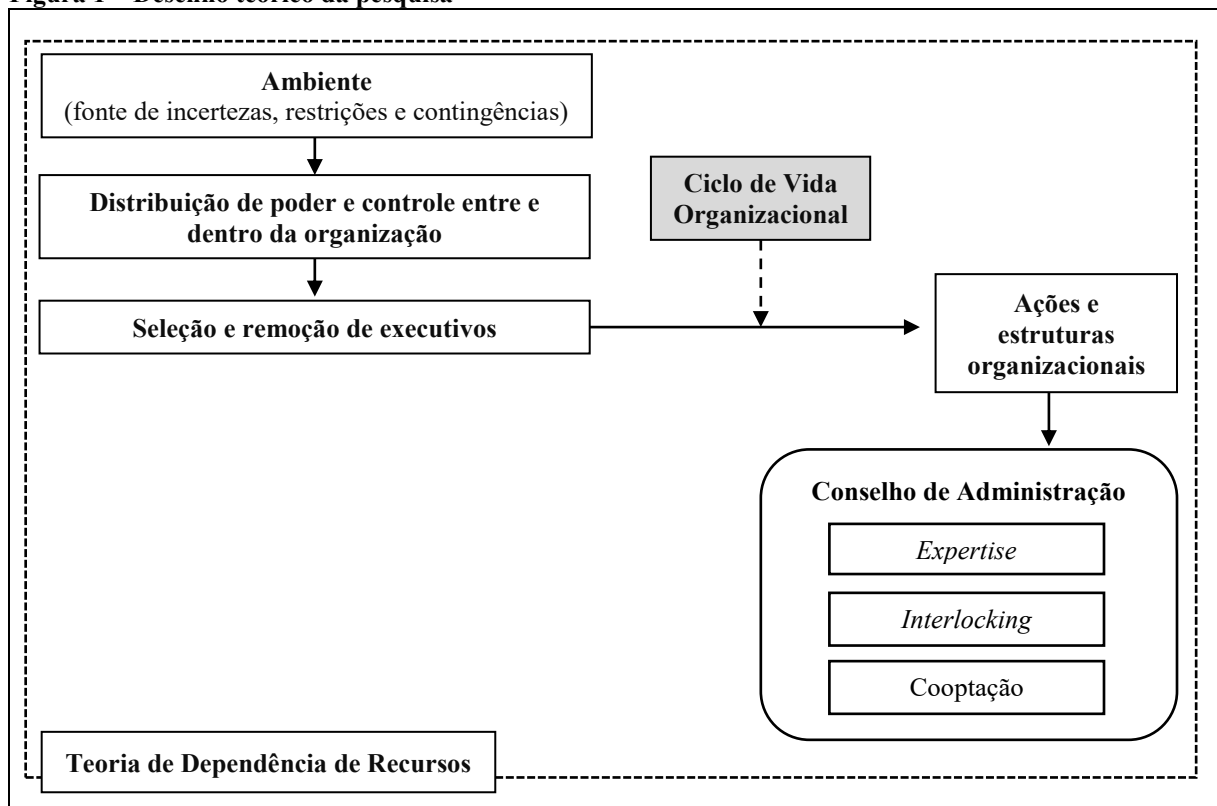 Figura 1 – Desenho teórico da pesquisa
Ambiente
(fonte de incertezas, restrições e contingências)
Distribuição de poder e controle entre e
dentro da organização
Seleção e remoção de executivos
Ciclo de Vida
Organizacional
Ações e
estruturas
organizacionais
Conselho de Administração
Expertise
Interlocking
Cooptação
Teoria de Dependência de Recursos